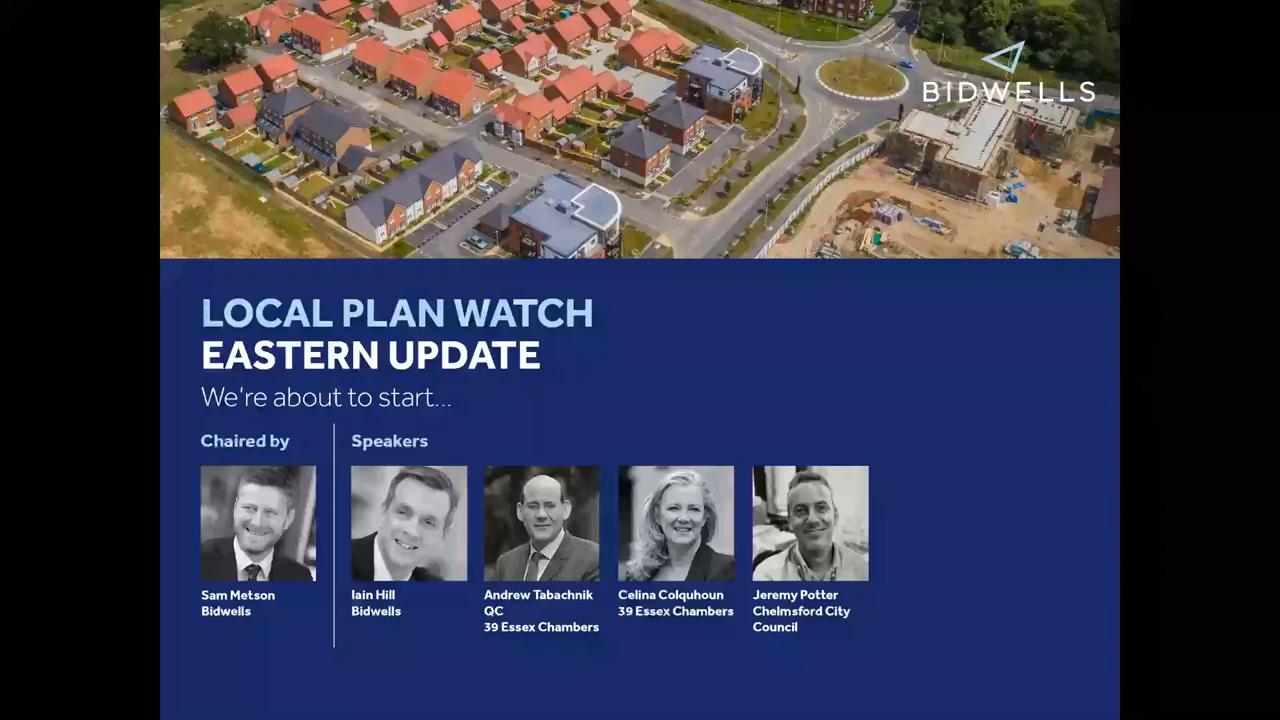 BIDWELLS
LOCAL PLAN WATCH
EASTERN UPDATE
We're about to start...
Chaired by
Speakers
Sam Metson
Bidwells
Iain Hill
Bidwells
Andrew Tabachnik
QC
39 Essex Chambers
Celina Colquhoun
39 Essex Chambers
Jeremy Potter
Chelmsford City
Council